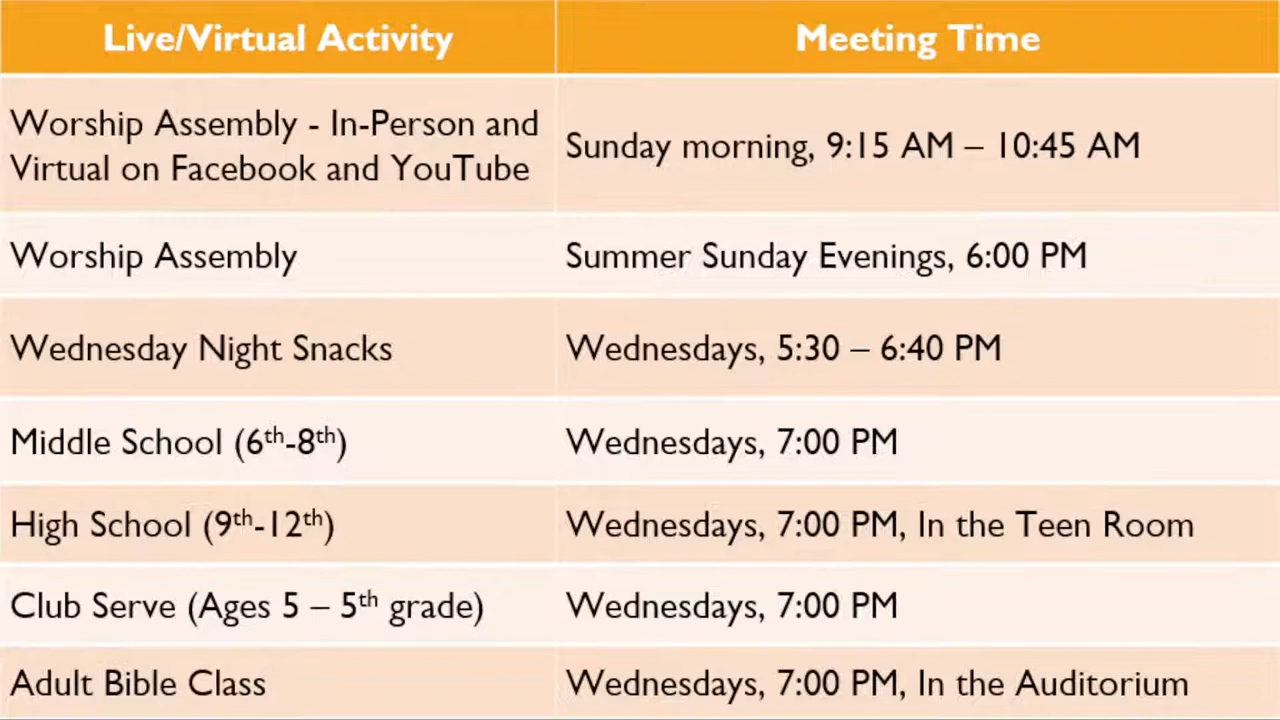 Live/Virtual Activity
Meeting Time
Worship Assembly - In-Person and
Virtual on Facebook and YouTube
Sunday morning, 9:15 AM – 10:45 AM
Worship Assembly
Summer Sunday Evenings, 6:00 PM
Wednesday Night Snacks
Wednesdays, 5:30 – 6:40 PM
Middle School (6th-8th)
Wednesdays, 7:00 PM
High School (9th-12th)
Wednesdays, 7:00 PM, In the Teen Room
Club Serve (Ages 5 – 5th grade)
Wednesdays, 7:00 PM
Adult Bible Class
Wednesdays, 7:00 PM, In the Auditorium